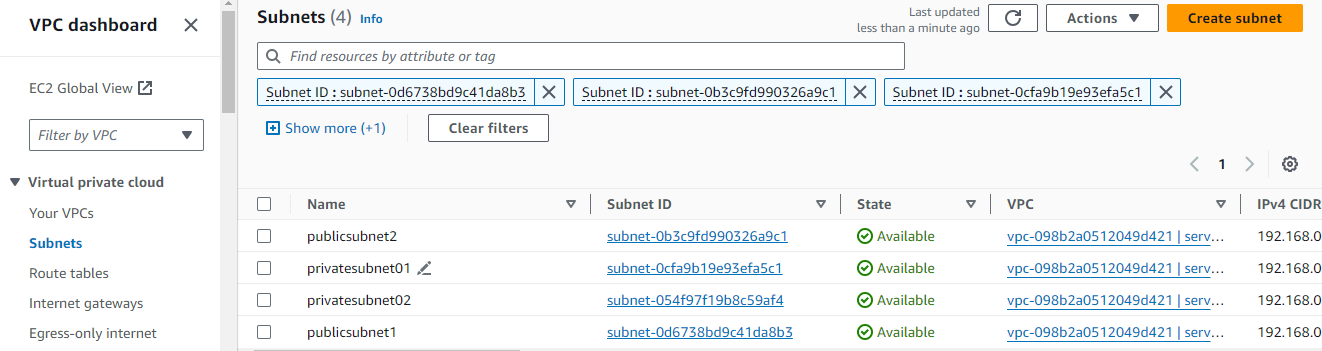 VPC dashboard
EC2 Global View
Filter by VPC
Virtual private cloud
Your VPCs
Subnets
Route tables
Internet gateways
Egress-only internet
Subnets (4) Info
Last updated
less than a minute ago
Actions
Create subnet
Find resources by attribute or tag
Subnet ID : subnet-0d6738bd9c41da8b3
Subnet ID : subnet-0b3c9fd990326a9c1
Subnet ID : subnet-0cfa9b19e93efa5c1
Show more (+1)
Clear filters
1
Name Subnet ID State VPC IPv4 CIDR
publicsubnet2 subnet-0b3c9fd990326a9c1 Available vpc-098b2a0512049d421 | serv... 192.168.0
privatesubnet01 subnet-0cfa9b19e93efa5c1 Available vpc-098b2a0512049d421 | serv... 192.168.0
privatesubnet02 subnet-054f97f19b8c59af4 Available vpc-098b2a0512049d421 | serv... 192.168.0
publicsubnet1 subnet-0d6738bd9c41da8b3 Available vpc-098b2a0512049d421 | serv... 192.168.0